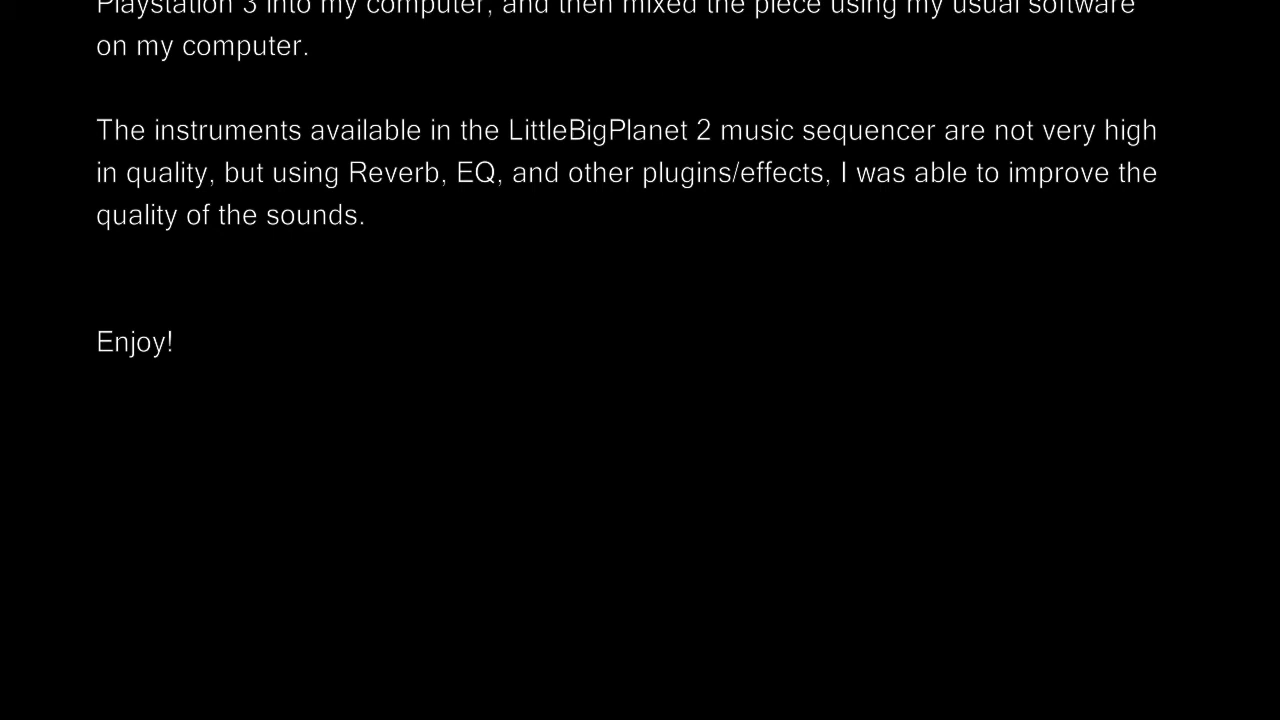 Playstation 3 into my computer, and then mixed the piece using my usual software
on my computer.
The instruments available in the LittleBigPlanet 2 music sequencer are not very high
in quality, but using Reverb, EQ, and other plugins/effects, I was able to improve the
quality of the sounds.
Enjoy!